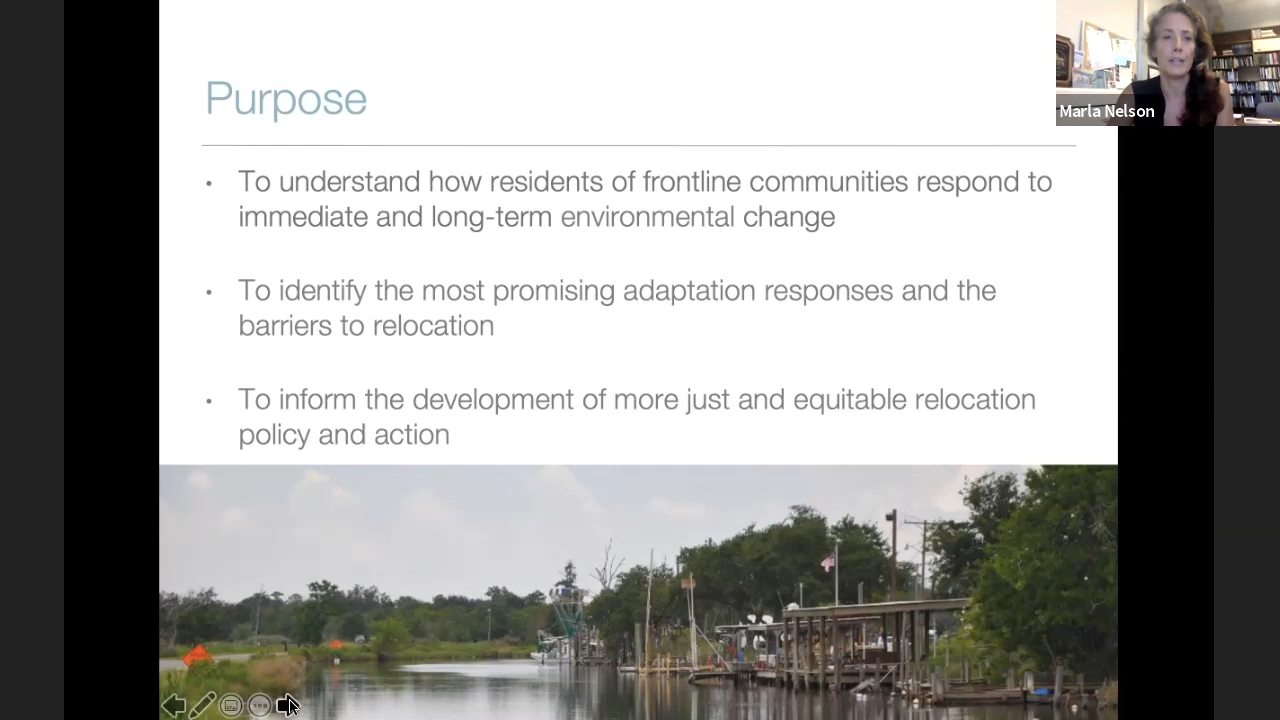 Purpose
Marla Nelson
• To understand how residents of frontline communities respond to
immediate and long-term environmental change
• To identify the most promising adaptation responses and the
barriers to relocation
• To inform the development of more just and equitable relocation
policy and action